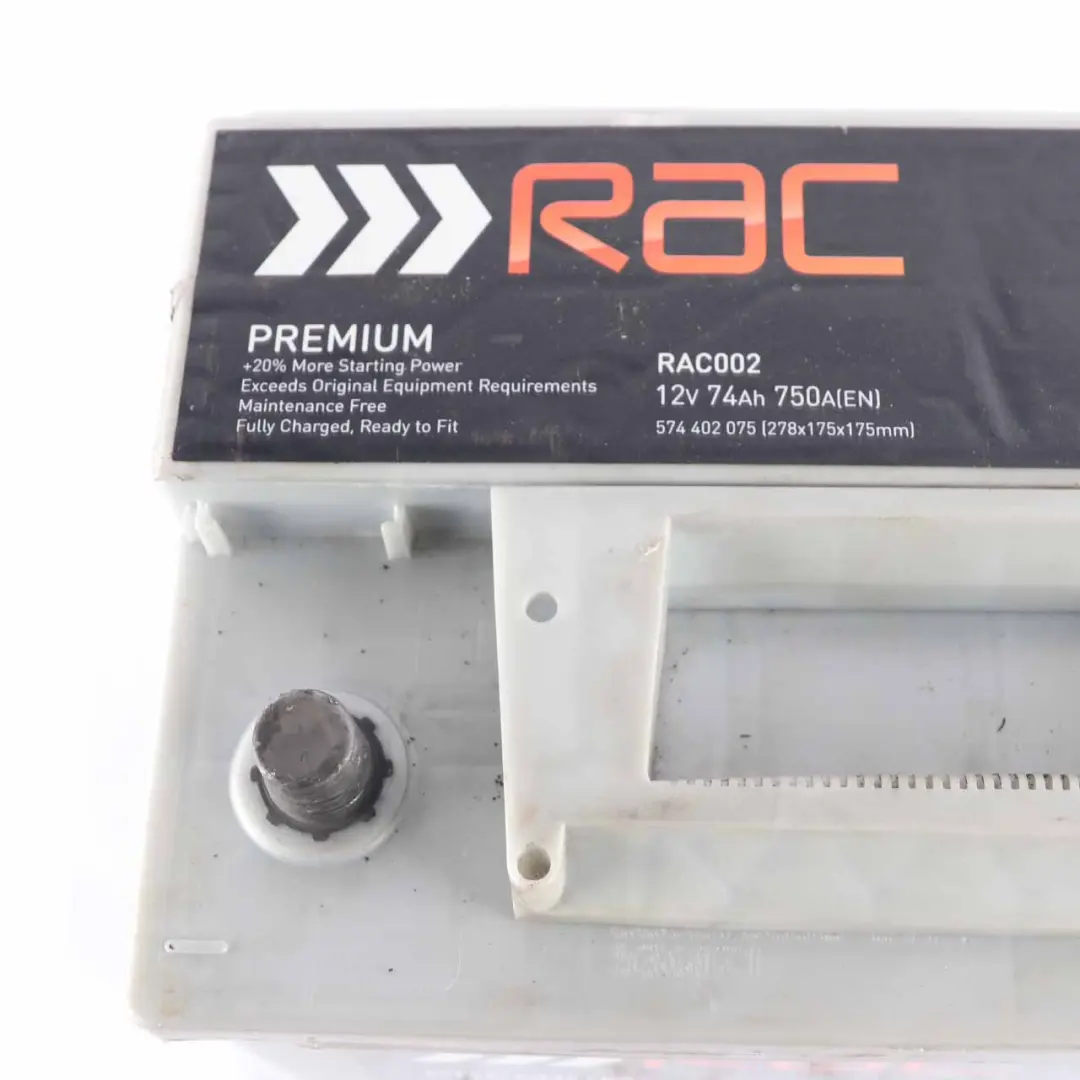 RAC
PREMIUM
+20% More Starting Power
Exceeds Original Equipment Requirements
Maintenance Free
Fully Charged, Ready to Fit
RAC002
12V 74Ah 750A(EN)
574 402 075 (278x175x175mm)